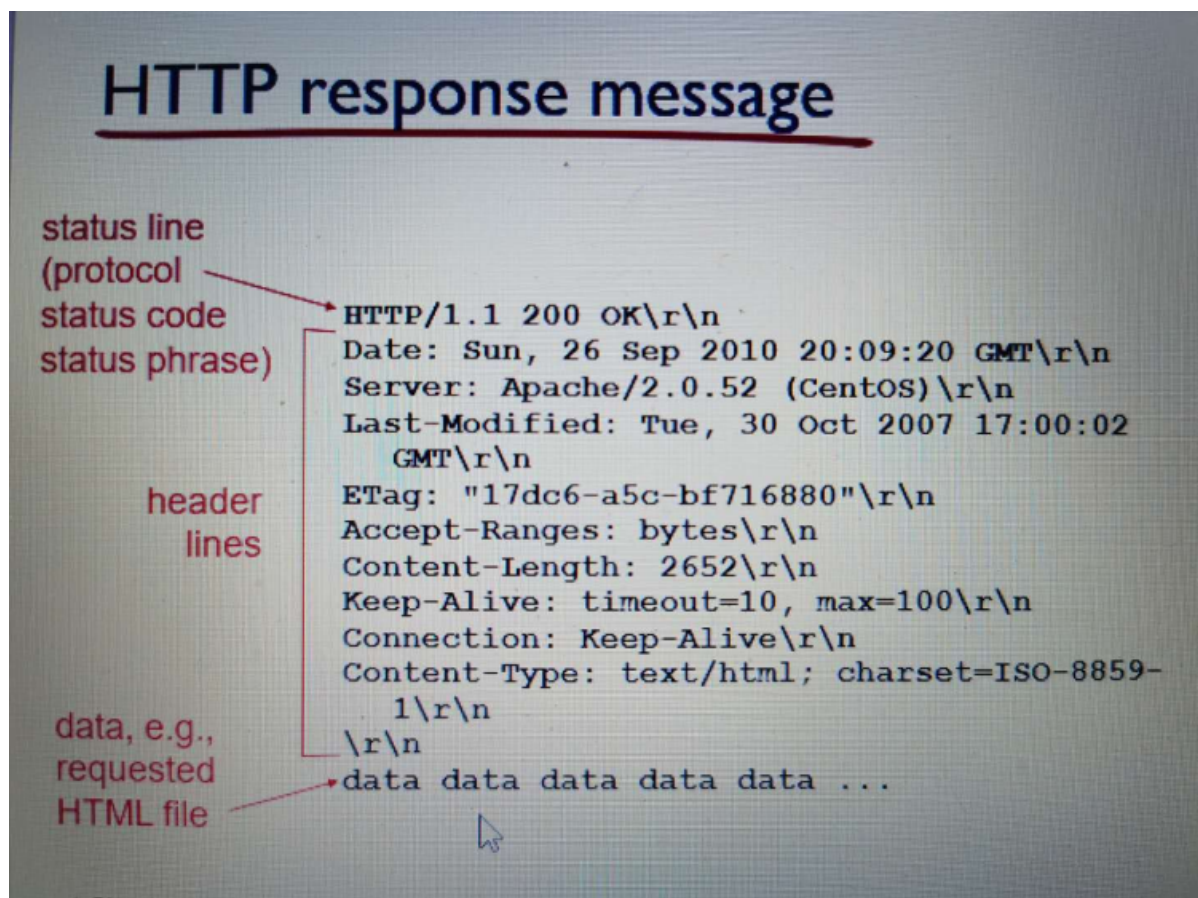 HTTP response message
status line
(protocol
status code
status phrase)
HTTP/1.1 200 OK\r\n
Date: Sun, 26 Sep 2010 20:09:20 GMT\r\n
Server: Apache/2.0.52 (CentOS)\r\n
Last-Modified: Tue, 30 Oct 2007 17:00:02
GMT\r\n
header
lines
ETag: "17dc6-a5c-bf716880"\r\n
Accept-Ranges: bytes\r\n
Content-Length: 2652\r\n
Keep-Alive: timeout=10, max=100\r\n
Connection: Keep-Alive\r\n
Content-Type: text/html; charset=ISO-8859-
1\r\n
\r\n
data, e.g.,
requested
HTML file
data data data data data ...